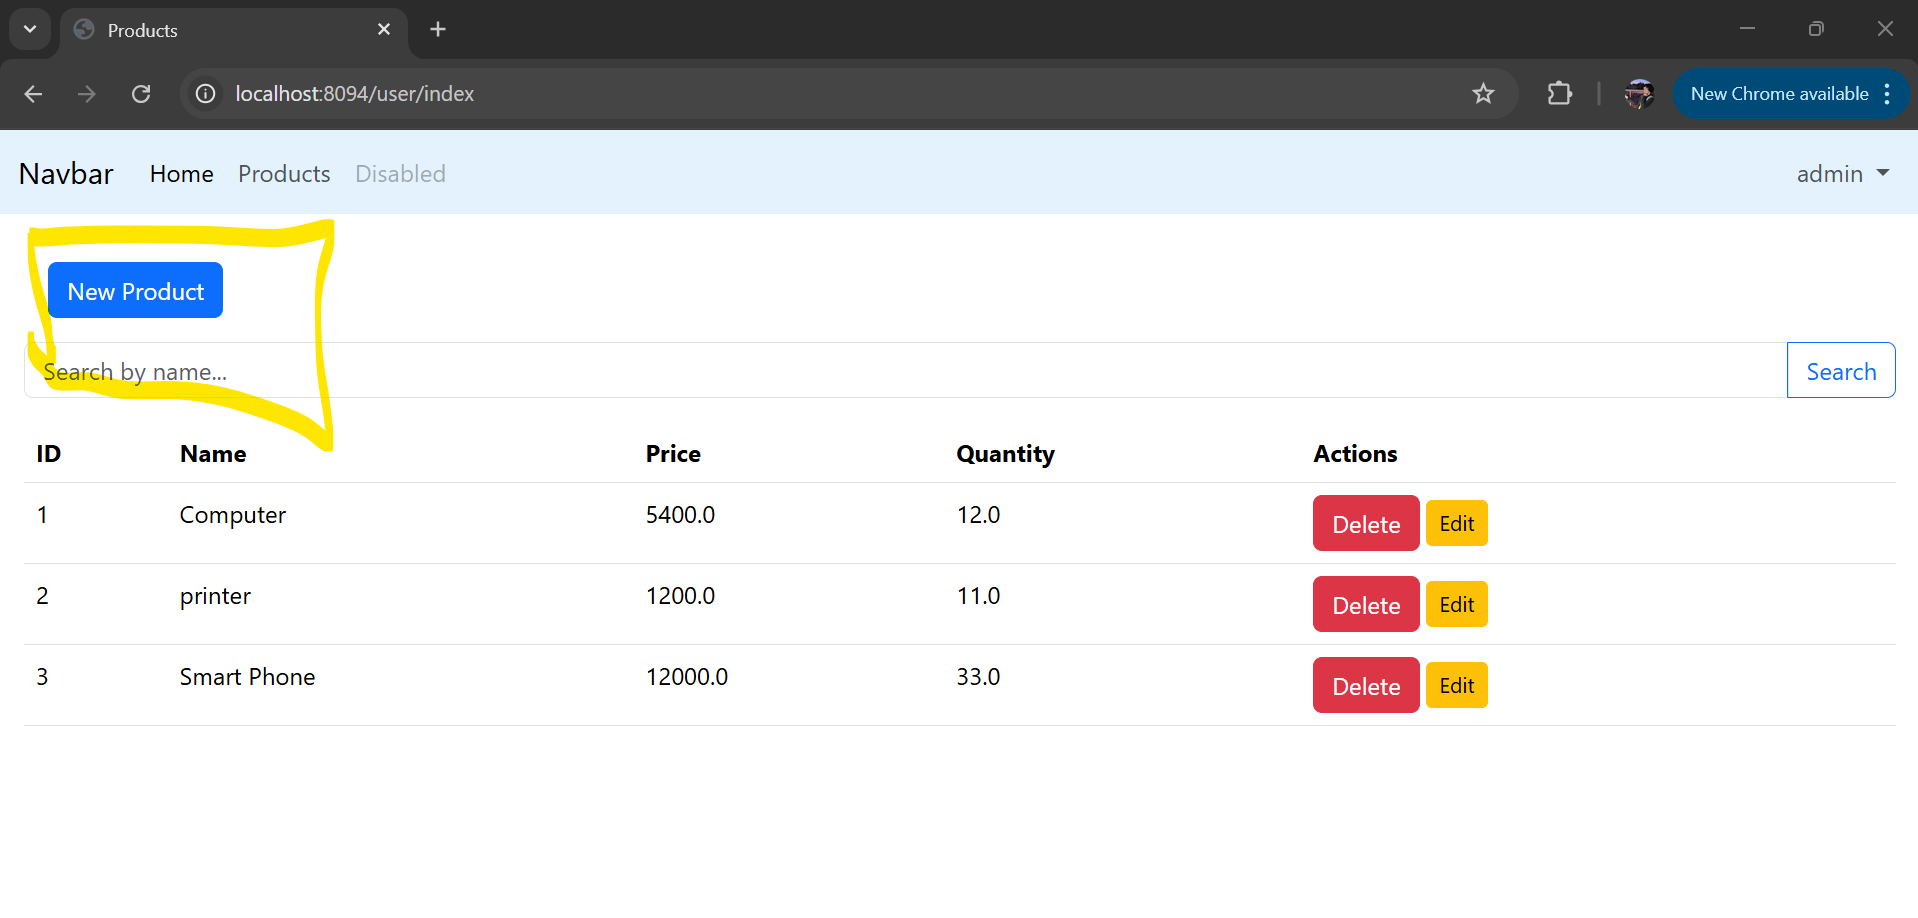 Products
localhost:8094/user/index
New Chrome available
Navbar Home Products Disabled admin
New Product
Search by name... Search
ID Name Price Quantity Actions
1 Computer 5400.0 12.0 Delete Edit
2 printer 1200.0 11.0 Delete Edit
3 Smart Phone 12000.0 33.0 Delete Edit